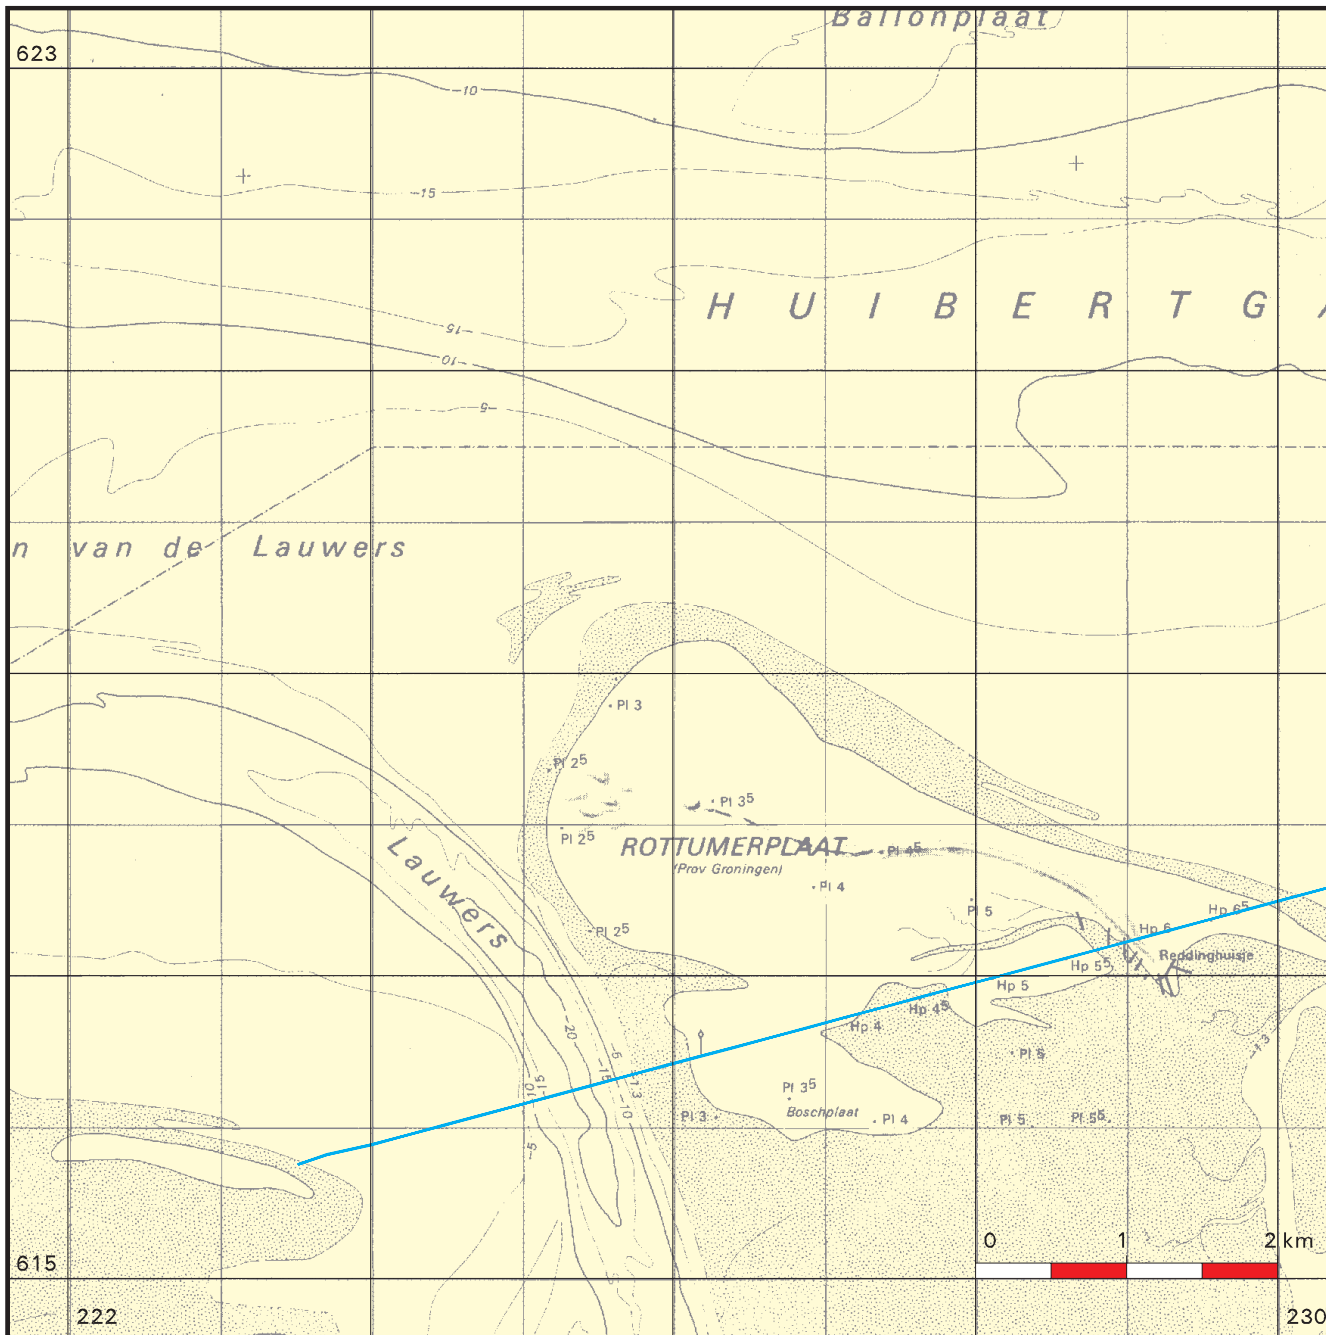 Ballonplaat
623
-10
-15
H U I B E R T G A
-15
-10
-5
n van de Lauwers
Pl 3
Pl 2⁵
Pl 3⁵
Pl 2⁵
ROTTUMERPLAAT
(Prov Groningen)
Pl 4⁵
Pl 4
Lauwers
Pl 5
Hp 6⁵
Pl 2⁵
Hp 6
Reddinghuisje
Hp 5⁵
Hp 5
Hp 4⁵
Hp 4
-20
-5
-1.3
Pl 5
-15
-13
-10
-15
-10
Pl 3⁵
Boschplaat
Pl 3
Pl 4
Pl 5
Pl 5⁵
-5
0 1 2 km
615
222
230